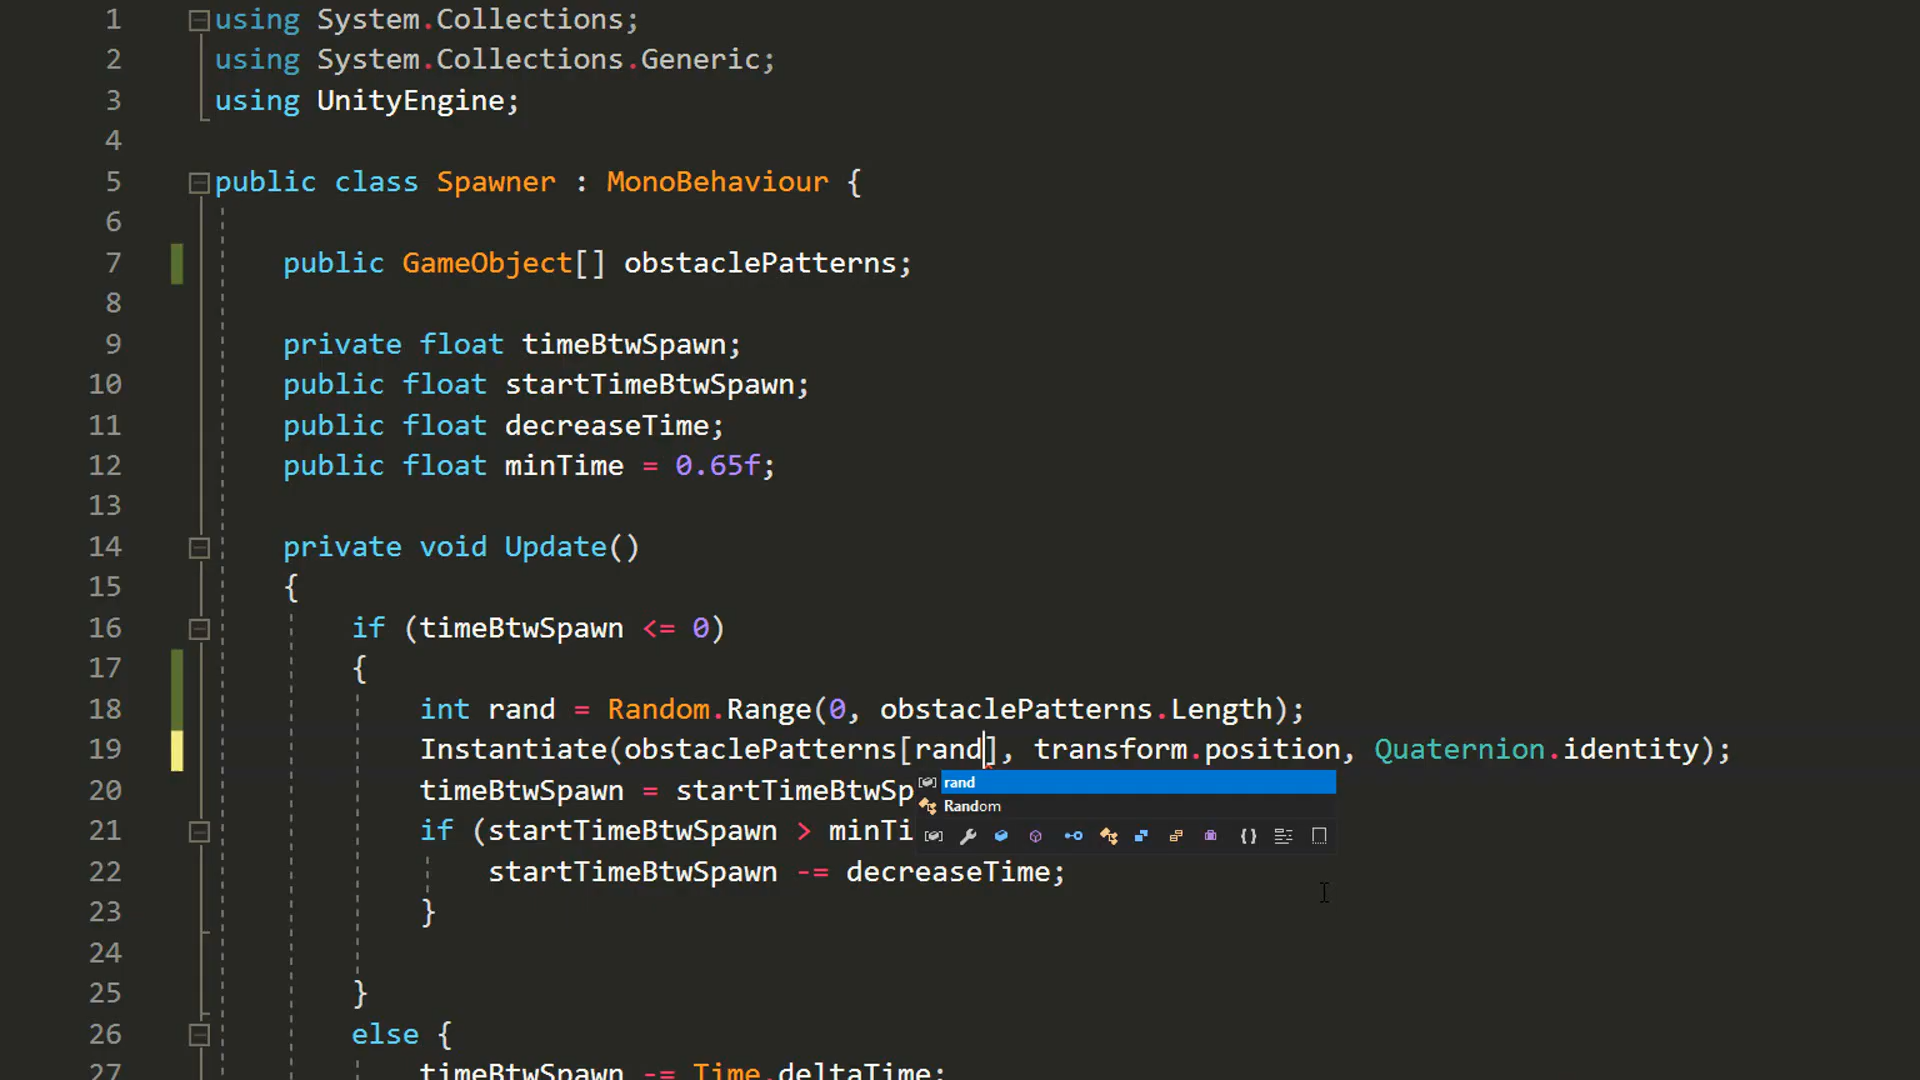 1 using System.Collections;
2 using System.Collections.Generic;
3 using UnityEngine;
4
5 public class Spawner : MonoBehaviour {
6
7 public GameObject[] obstaclePatterns;
8
9 private float timeBtwSpawn;
10 public float startTimeBtwSpawn;
11 public float decreaseTime;
12 public float minTime = 0.65f;
13
14 private void Update()
15 {
16 if (timeBtwSpawn <= 0)
17 {
18 int rand = Random.Range(0, obstaclePatterns.Length);
19 Instantiate(obstaclePatterns[rand], transform.position, Quaternion.identity);
20 timeBtwSpawn = startTimeBtwSp
rand
Random
21 if (startTimeBtwSpawn > minTi
22 startTimeBtwSpawn -= decreaseTime;
23 }
24
25 }
26 else {
27 timeBtwSpawn -= Time.deltaTime;